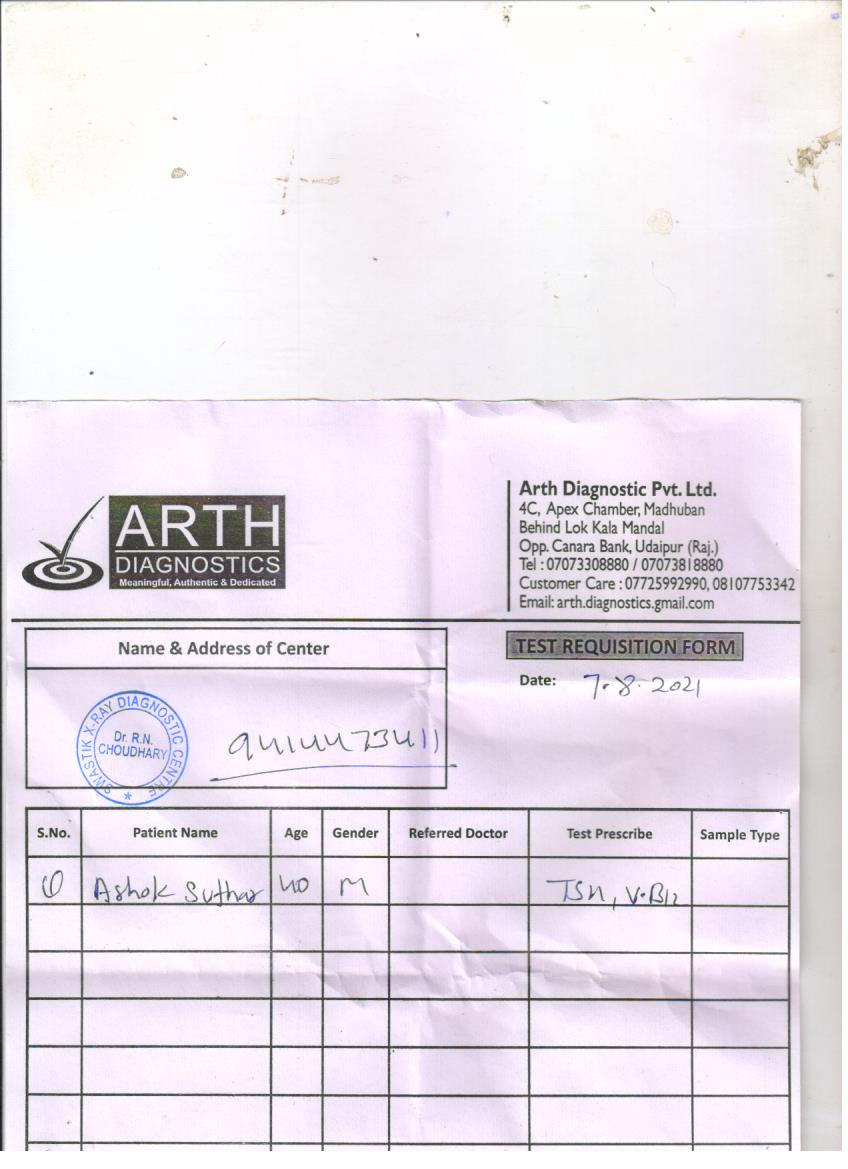 ARTH
DIAGNOSTICS
Meaningful, Authentic & Dedicated
Arth Diagnostic Pvt. Ltd.
4C, Apex Chamber, Madhuban
Behind Lok Kala Mandal
Opp. Canara Bank, Udaipur (Raj.)
Tel : 07073308880 / 07073818880
Customer Care : 07725992990, 08107753342
Email: arth.diagnostics.gmail.com
Name & Address of Center
TEST REQUISITION FORM
Date: 7.8.2021
SWASTIK X-RAY DIAGNOSTIC CENTRE
Dr. R.N.
CHOUDHARY
9414473411
S.No. Patient Name Age Gender Referred Doctor Test Prescribe Sample Type
Ashok Suthar 40 M TSH, V.B12